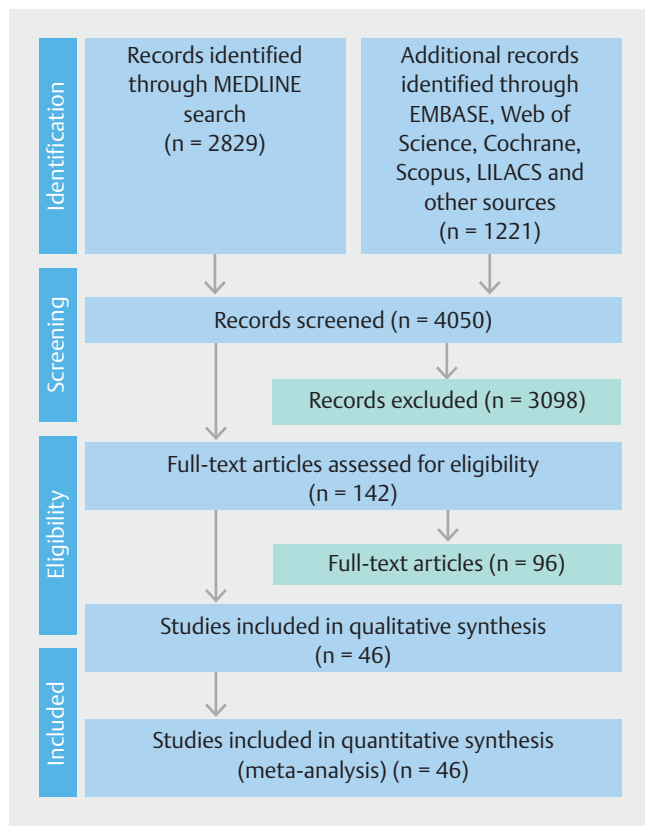 Identification
Records identified
through MEDLINE
search
(n = 2829)
Additional records
identified through
EMBASE, Web of
Science, Cochrane,
Scopus, LILACS and
other sources
(n = 1221)
Screening
Records screened (n = 4050)
Records excluded (n = 3098)
Eligibility
Full-text articles assessed for eligibility
(n = 142)
Full-text articles (n = 96)
Studies included in qualitative synthesis
(n = 46)
Included
Studies included in quantitative synthesis
(meta-analysis) (n = 46)